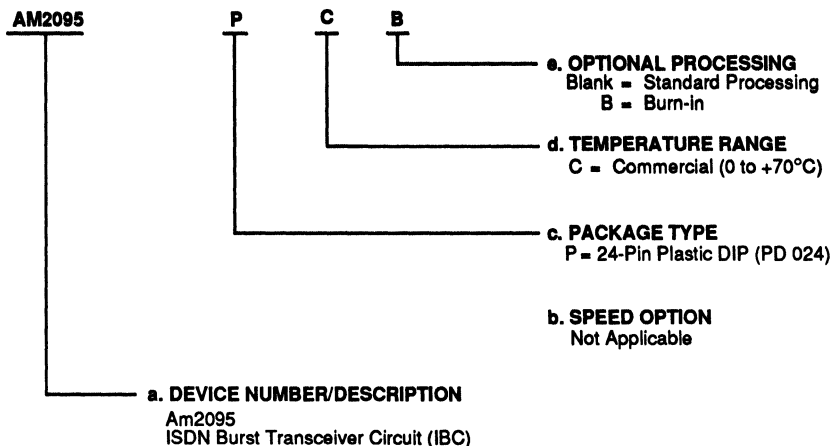 AM2095 P C B
e. OPTIONAL PROCESSING
Blank = Standard Processing
B = Burn-in
d. TEMPERATURE RANGE
C = Commercial (0 to +70°C)
c. PACKAGE TYPE
P = 24-Pin Plastic DIP (PD 024)
b. SPEED OPTION
Not Applicable
a. DEVICE NUMBER/DESCRIPTION
Am2095
ISDN Burst Transceiver Circuit (IBC)